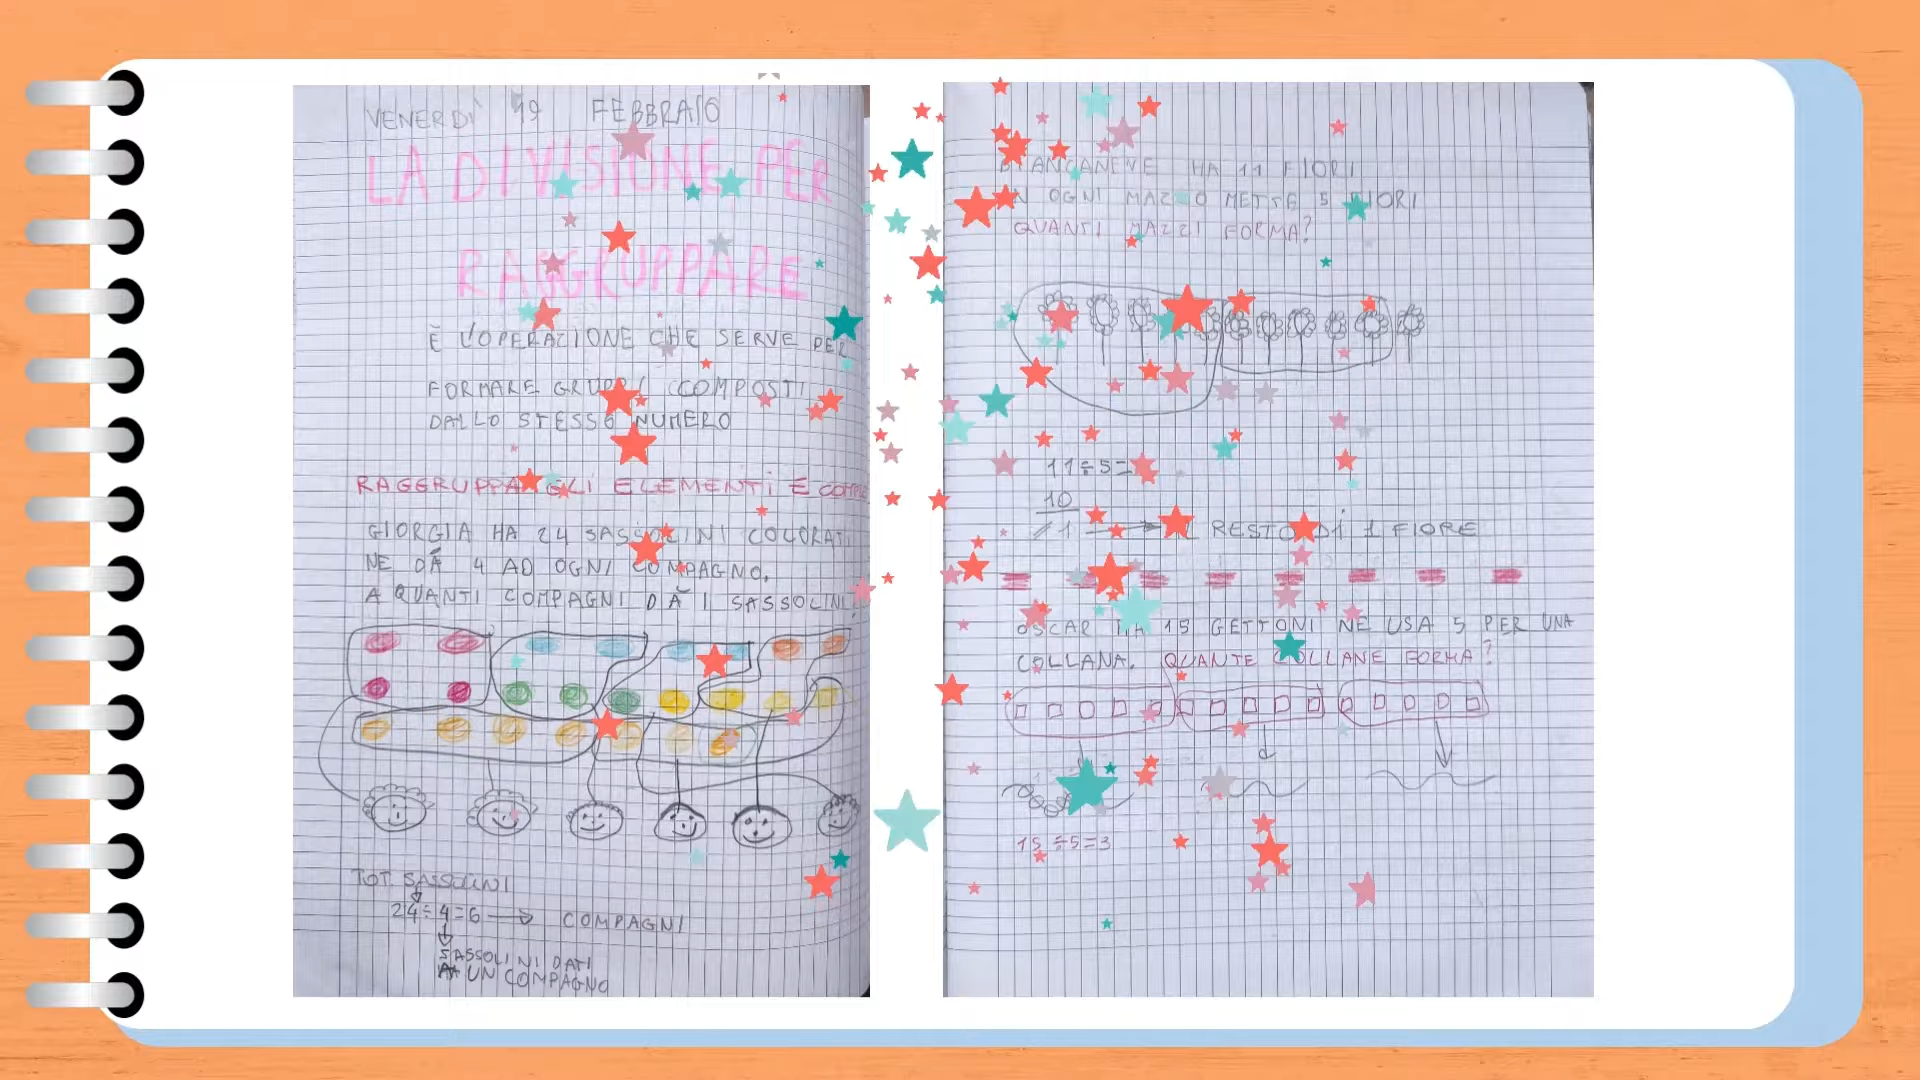 VENERDÌ 19 FEBBRAIO
LA DIVISIONE PER
RAGGRUPPARE
È L'OPERAZIONE CHE SERVE PER
FORMARE GRUPPI COMPOSTI
DALLO STESSO NUMERO
RAGGRUPPA GLI ELEMENTI E
GIORGIA HA 24 SASSOLINI COLORATI
NE DÀ 4 AD OGNI COMPAGNO.
A QUANTI COMPAGNI DÀ I SASSOLINI?
TOT. SASSOLINI
24÷4=6 → COMPAGNI
SASSOLINI DATI
A UN COMPAGNO
BIANCANEVE HA 11 FIORI
IN OGNI MAZZO METTE 5 FIORI
QUANTI MAZZI FORMA?
11÷5=
10
//1 → RESTO DI 1 FIORE
OSCAR HA 15 GETTONI NE USA 5 PER UNA
COLLANA. QUANTE COLLANE FORMA?
15÷5=3